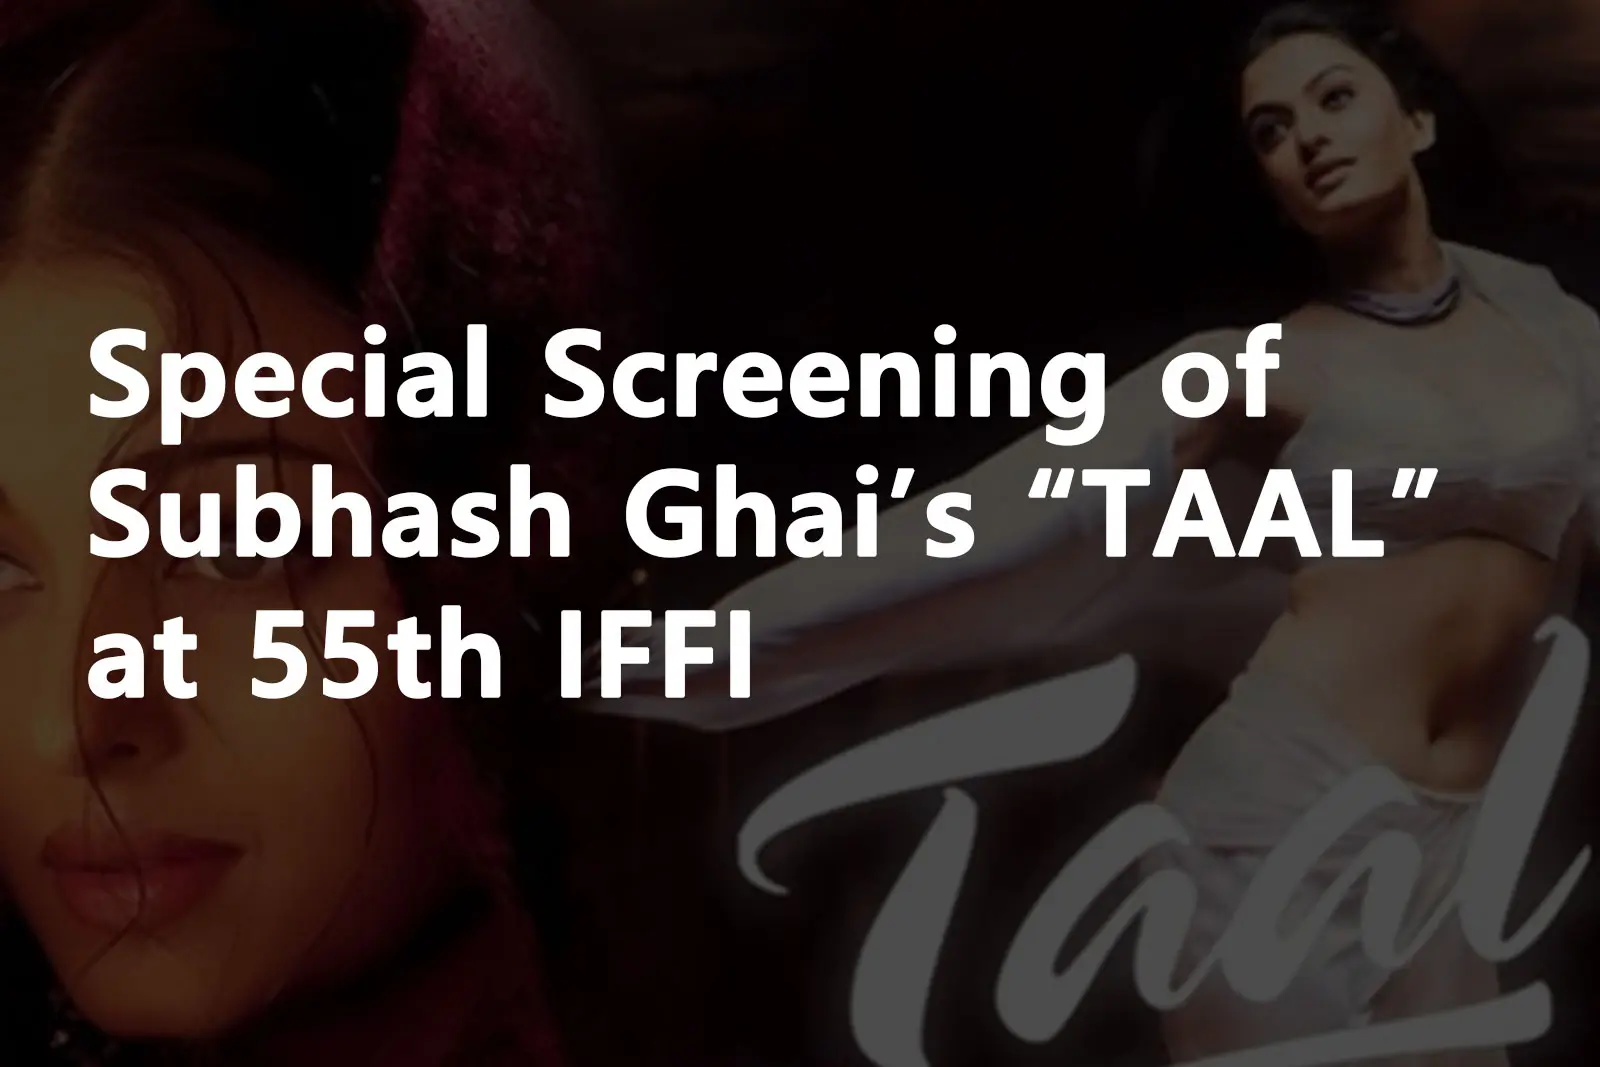 Special Screening of
Subhash Ghai’s “TAAL”
at 55th IFFI
Taal